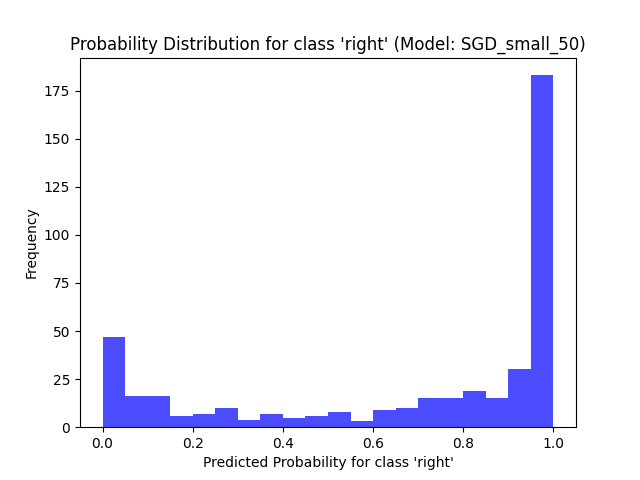 Probability Distribution for class 'right' (Model: SGD_small_50)
175
150
125
100
75
50
25
0
Frequency
0.0 0.2 0.4 0.6 0.8 1.0
Predicted Probability for class 'right'